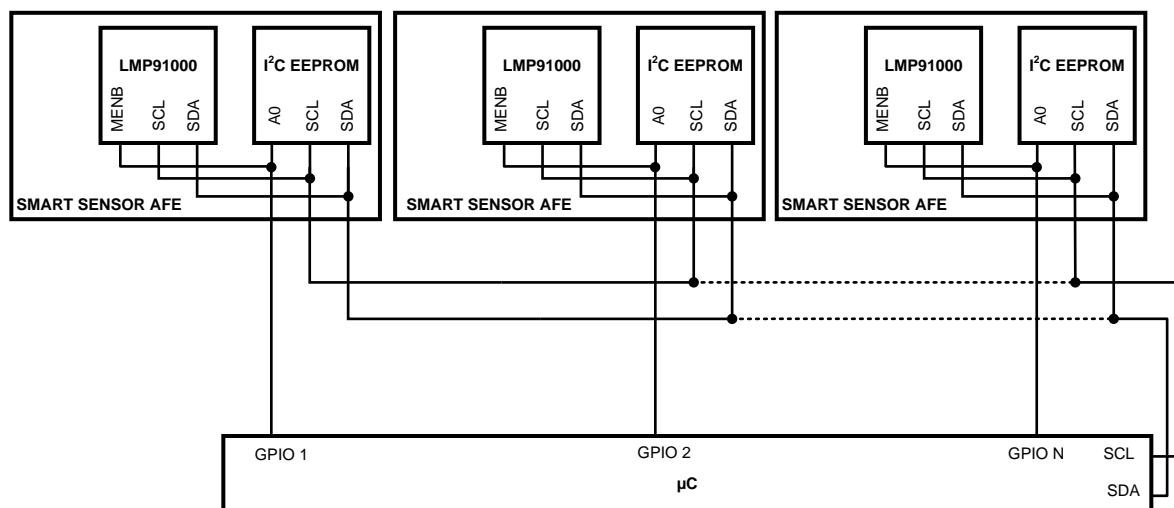 LMP91000
I²C EEPROM
MENB
SCL
SDA
A0
SCL
SDA
SMART SENSOR AFE
LMP91000
I²C EEPROM
MENB
SCL
SDA
A0
SCL
SDA
SMART SENSOR AFE
LMP91000
I²C EEPROM
MENB
SCL
SDA
A0
SCL
SDA
SMART SENSOR AFE
GPIO 1
GPIO 2
GPIO N
SCL
SDA
µC